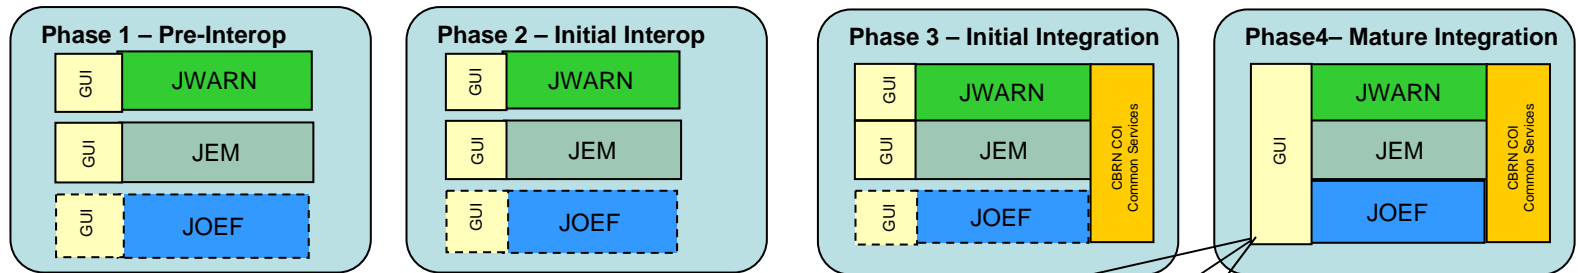 Phase 1 – Pre-Interop
GUI
JWARN
GUI
JEM
GUI
JOEF
Phase 2 – Initial Interop
GUI
JWARN
GUI
JEM
GUI
JOEF
Phase 3 – Initial Integration
GUI
JWARN
GUI
JEM
GUI
JOEF
CBRN COI
Common Services
Phase4– Mature Integration
GUI
JWARN
JEM
JOEF
CBRN COI
Common Services